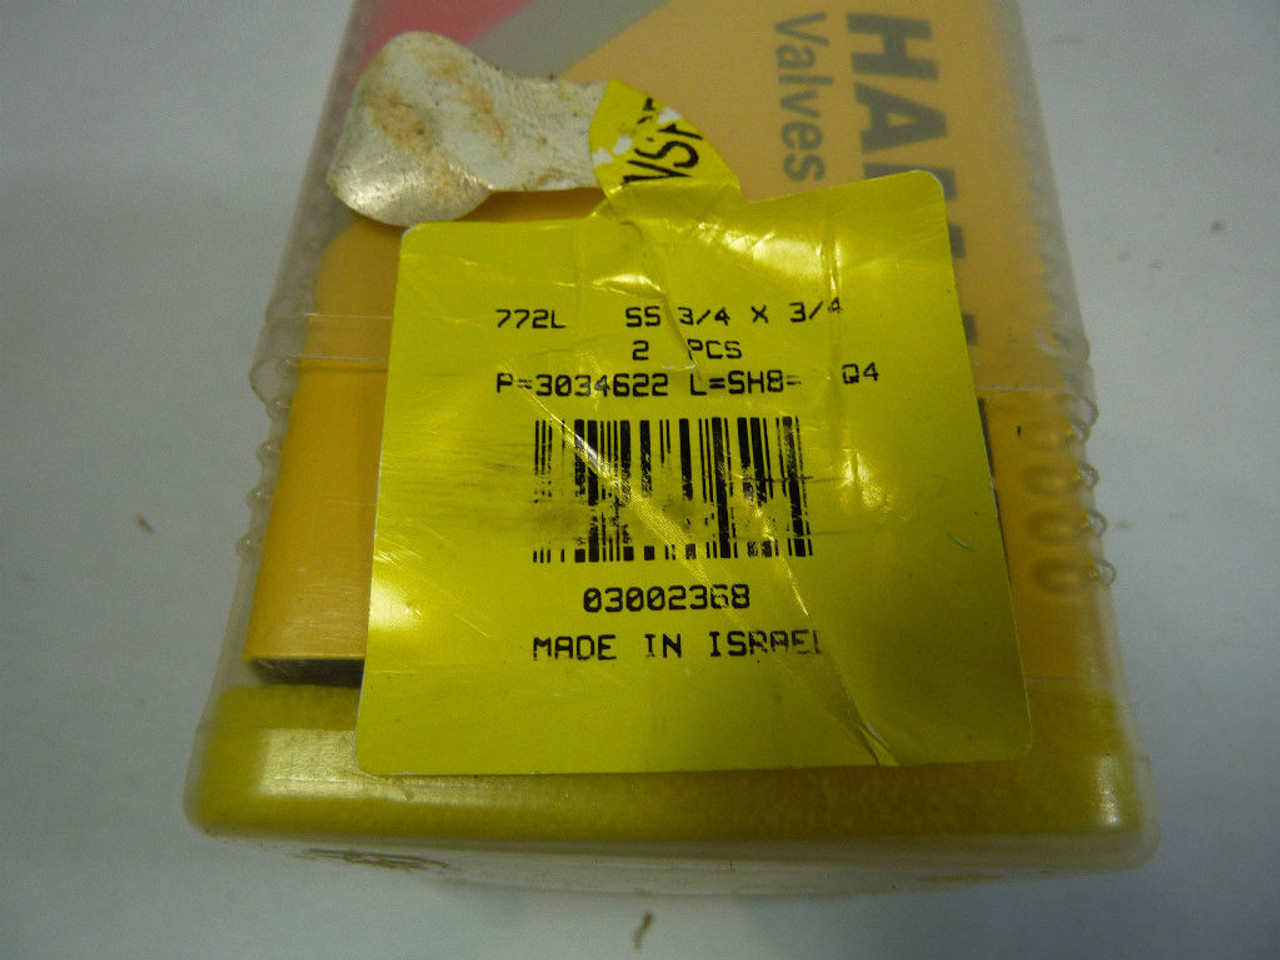 Valves
772L SS 3/4 X 3/4
2 PCS
P=3034622 L=SH8= Q4
03002368
MADE IN ISRAEL